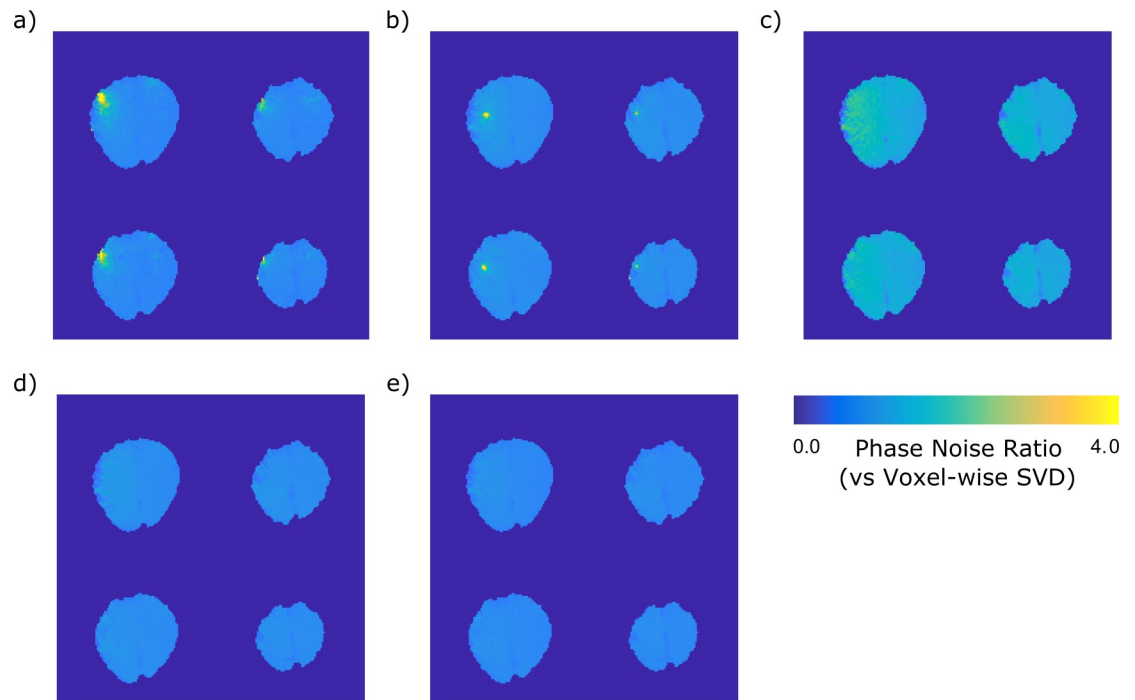 a)
b)
c)
d)
e)
0.0 Phase Noise Ratio 4.0
(vs Voxel-wise SVD)